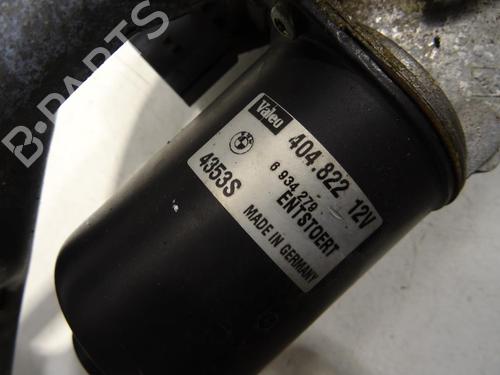 B-PARTS
Valeo
404.822 12V
6 934 279
4353S ENTSTOERT
MADE IN GERMANY